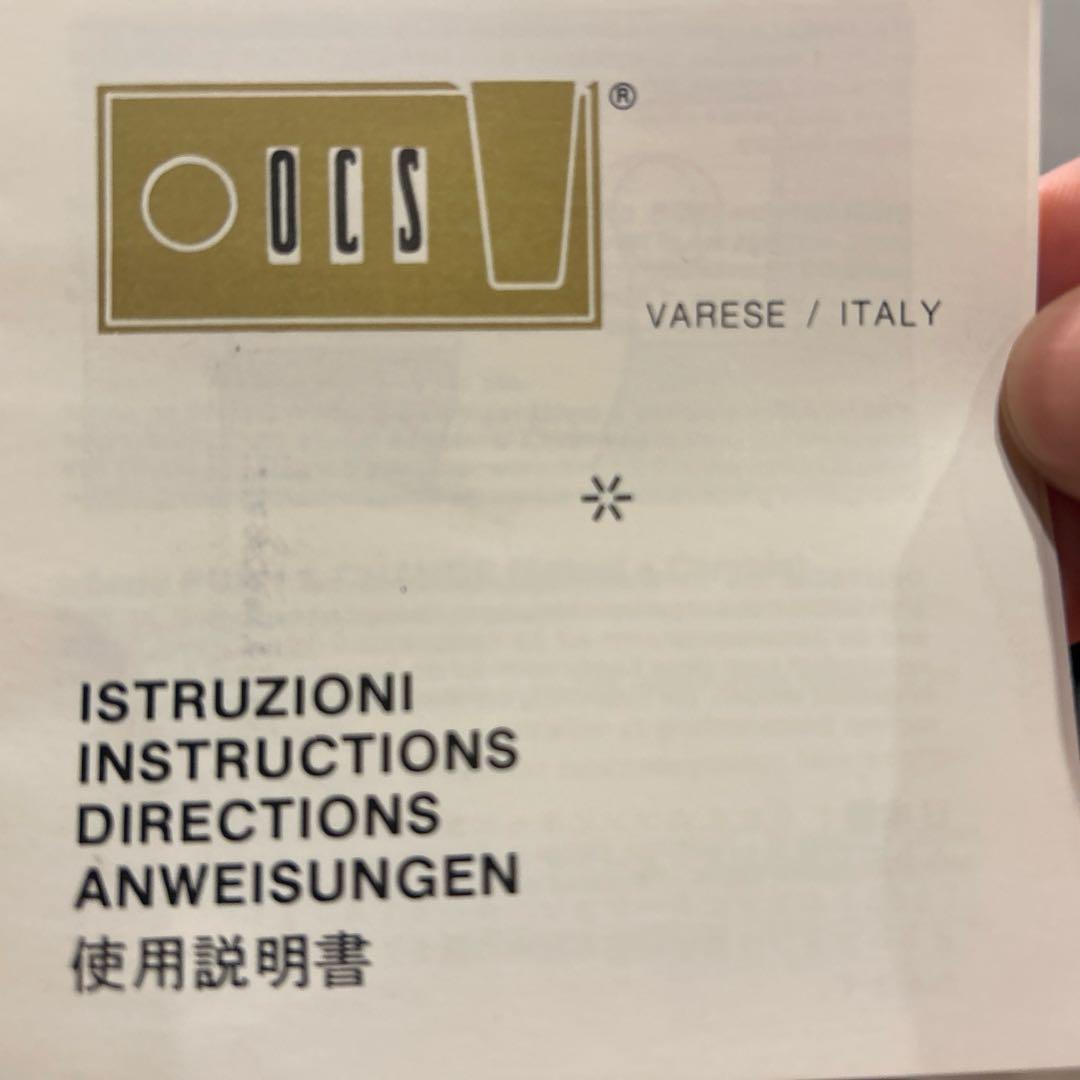 OCS
®
VARESE / ITALY
ISTRUZIONI
INSTRUCTIONS
DIRECTIONS
ANWEISUNGEN
使用説明書